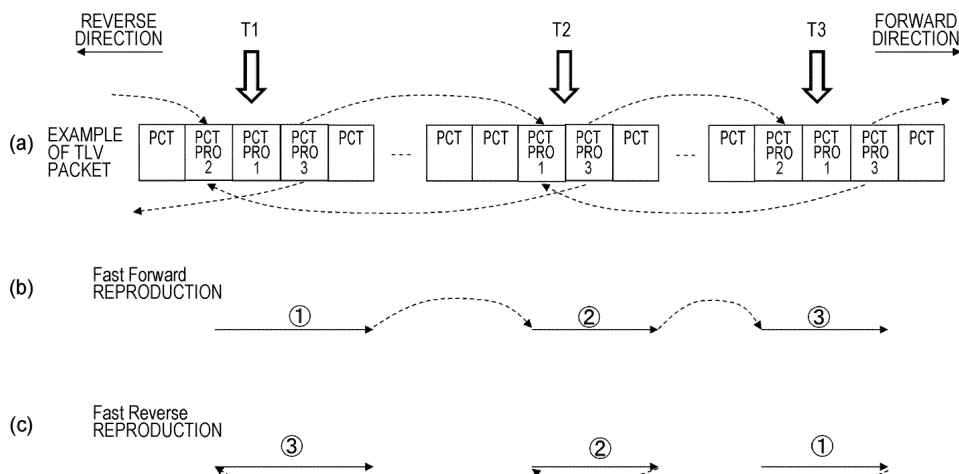 REVERSE
DIRECTION
T1
T2
T3
FORWARD
DIRECTION
(a)
EXAMPLE
OF TLV
PACKET
PCT
PCT
PRO
2
PCT
PRO
1
PCT
PRO
3
PCT
---
PCT
PCT
PCT
PRO
1
PCT
PRO
3
PCT
---
PCT
PCT
PRO
2
PCT
PRO
1
PCT
PRO
3
PCT
(b)
Fast Forward
REPRODUCTION
①
②
③
(c)
Fast Reverse
REPRODUCTION
③
②
①